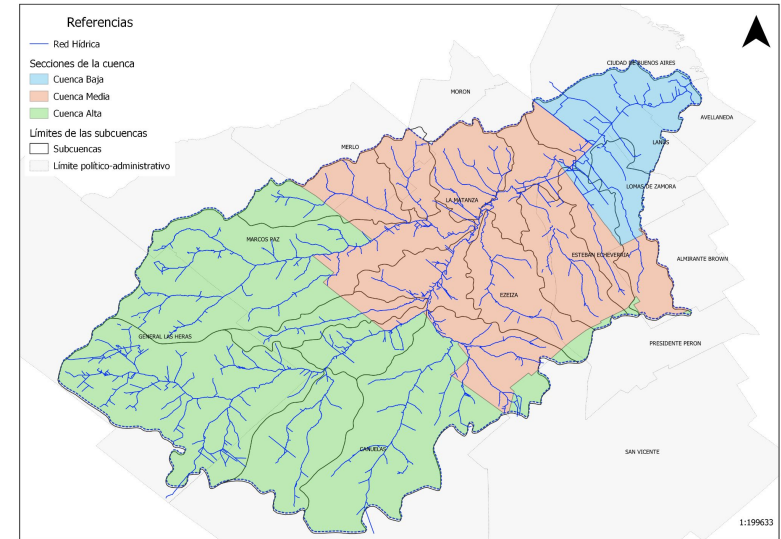 Referencias
Red Hídrica
Secciones de la cuenca
Cuenca Baja
Cuenca Media
Cuenca Alta
Límites de las subcuencas
Subcuencas
Límite político-administrativo
CIUDAD DE BUENOS AIRES
MORON
AVELLANEDA
LANUS
MERLO
LOMAS DE ZAMORA
LA MATANZA
MARCOS PAZ
ESTEBAN ECHEVERRIA
ALMIRANTE BROWN
EZEIZA
GENERAL LAS HERAS
PRESIDENTE PERON
CAÑUELAS
SAN VICENTE
1:199633